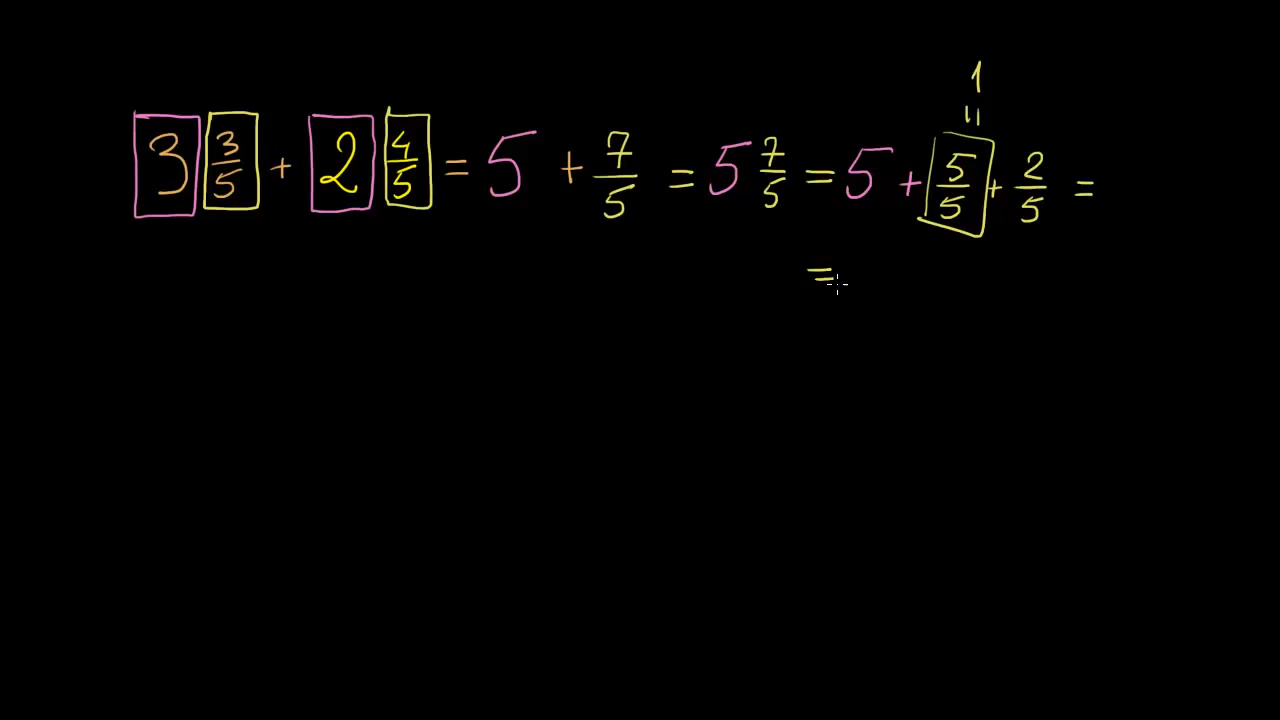 1
=
3 3/5 + 2 4/5 = 5 + 7/5 = 5 7/5 = 5 + 5/5 + 2/5 =
=